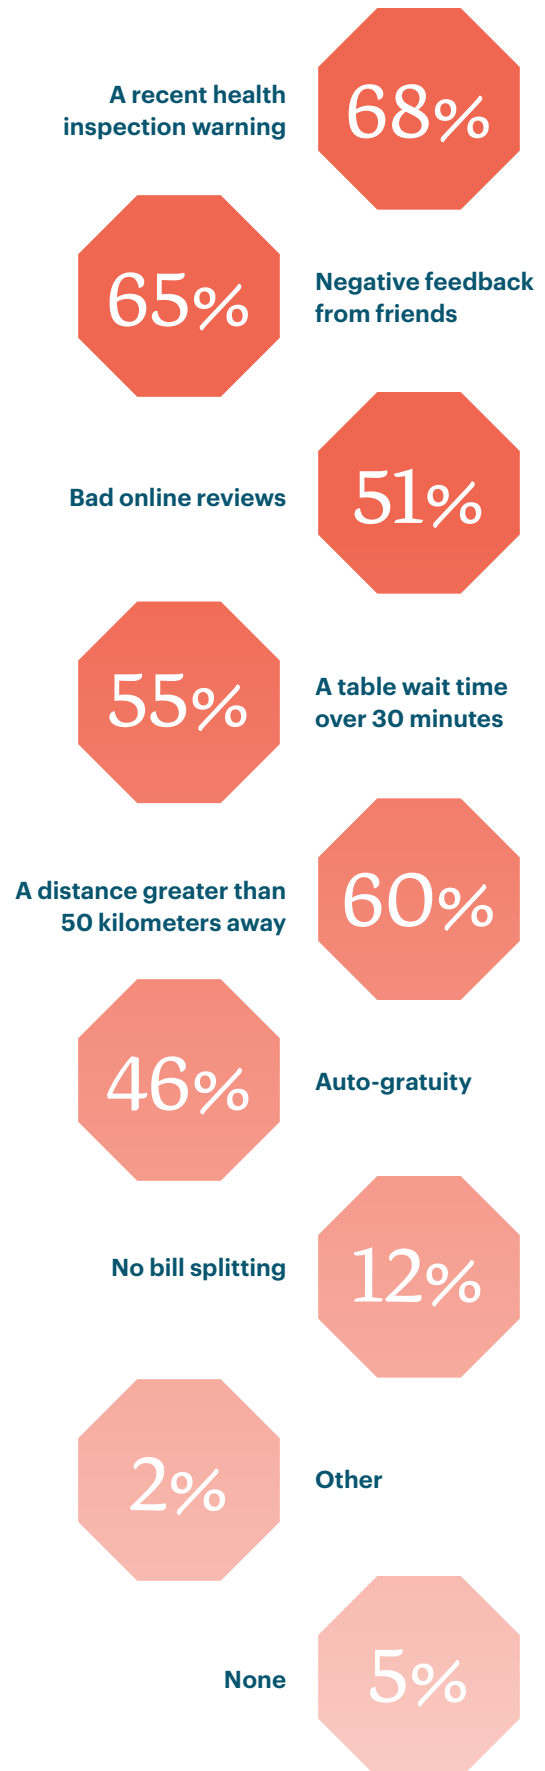 A recent health
inspection warning
68%
65%
Negative feedback
from friends
Bad online reviews
51%
55%
A table wait time
over 30 minutes
A distance greater than
50 kilometers away
60%
46%
Auto-gratuity
No bill splitting
12%
2%
Other
None
5%